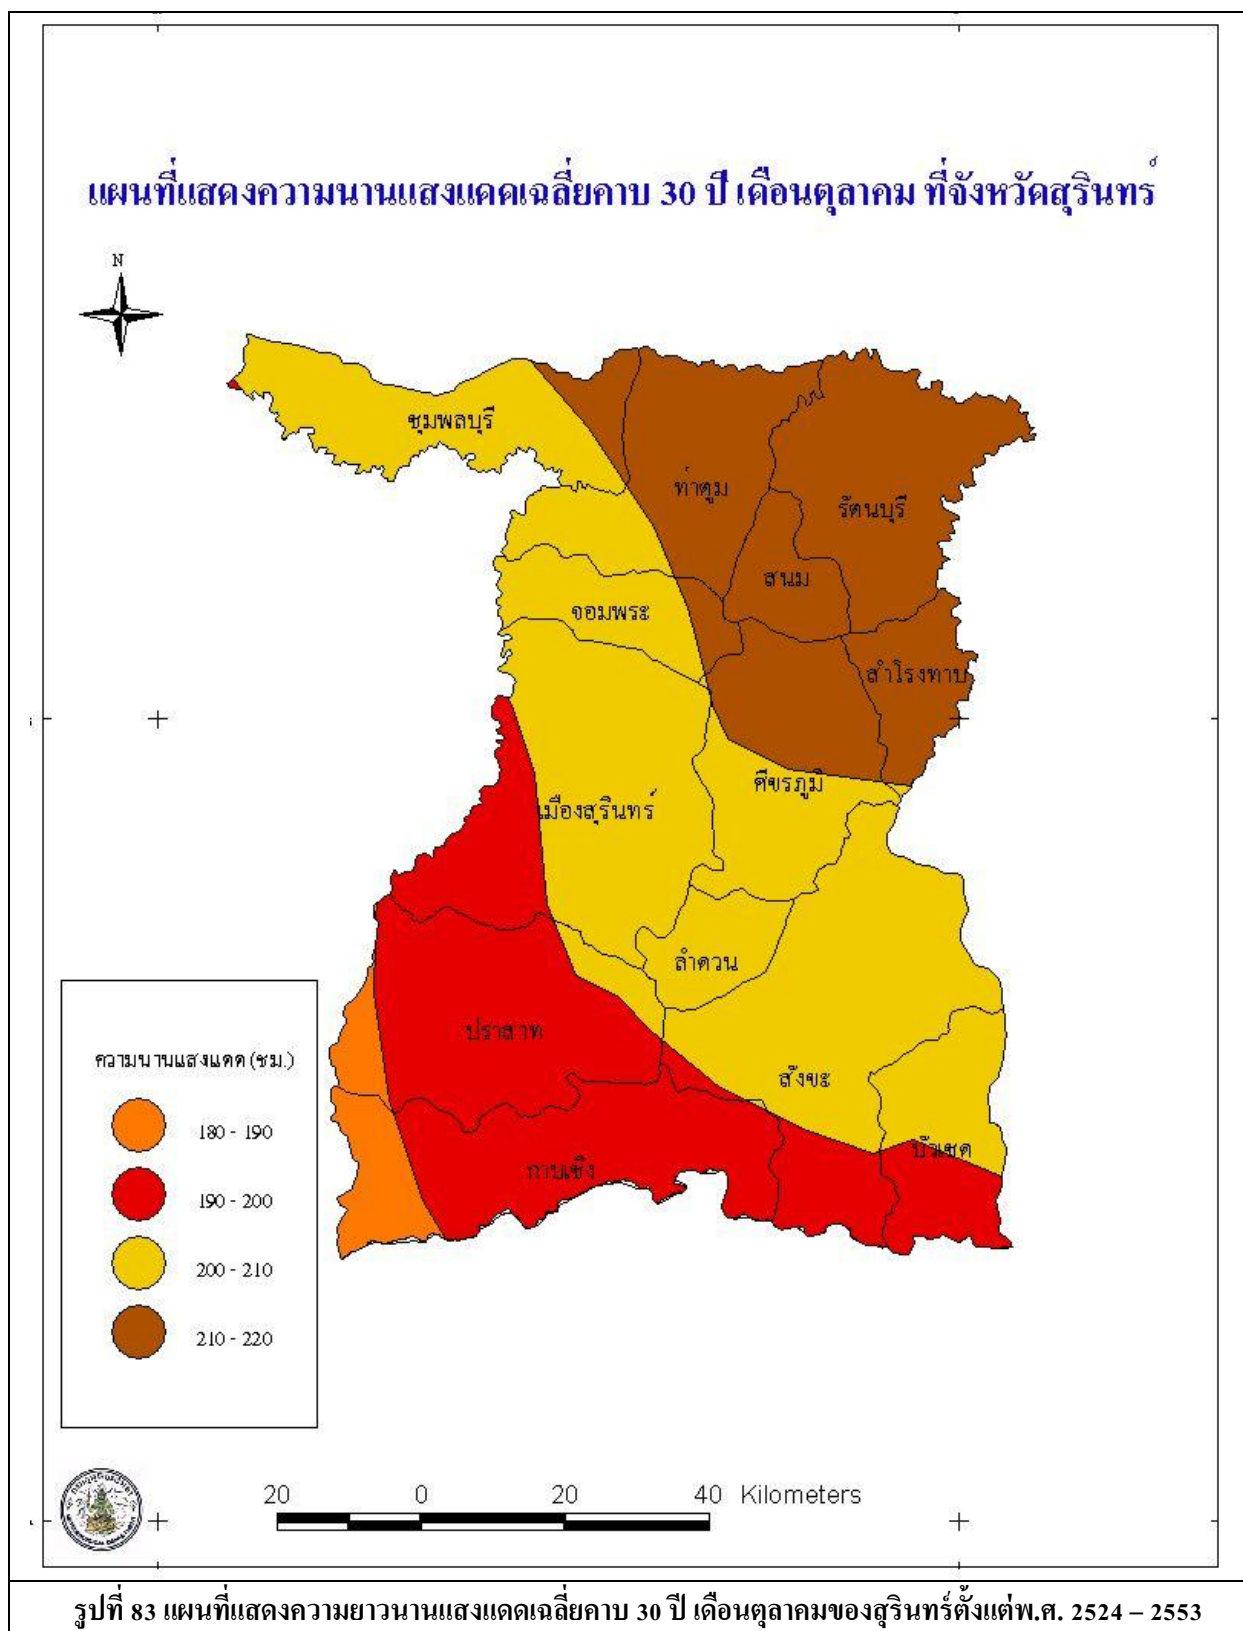 แผนที่แสดงความนานแสงแดดเฉลี่ยคาบ 30 ปี เดือนตุลาคม ที่จังหวัดสุรินทร์
N
ชุมพลบุรี
ท่าตูม
รัตนบุรี
สนม
จอมพระ
สำโรงทาบ
ศีขรภูมิ
เมืองสุรินทร์
ลำดวน
ปราสาท
สังขะ
บัวเชด
กาบเชิง
ความนานแสงแดด (ชม.)
180 - 190
190 - 200
200 - 210
210 - 220
20 0 20 40 Kilometers
รูปที่ 83 แผนที่แสดงความยาวนานแสงแดดเฉลี่ยคาบ 30 ปี เดือนตุลาคมของสุรินทร์ตั้งแต่พ.ศ. 2524 – 2553